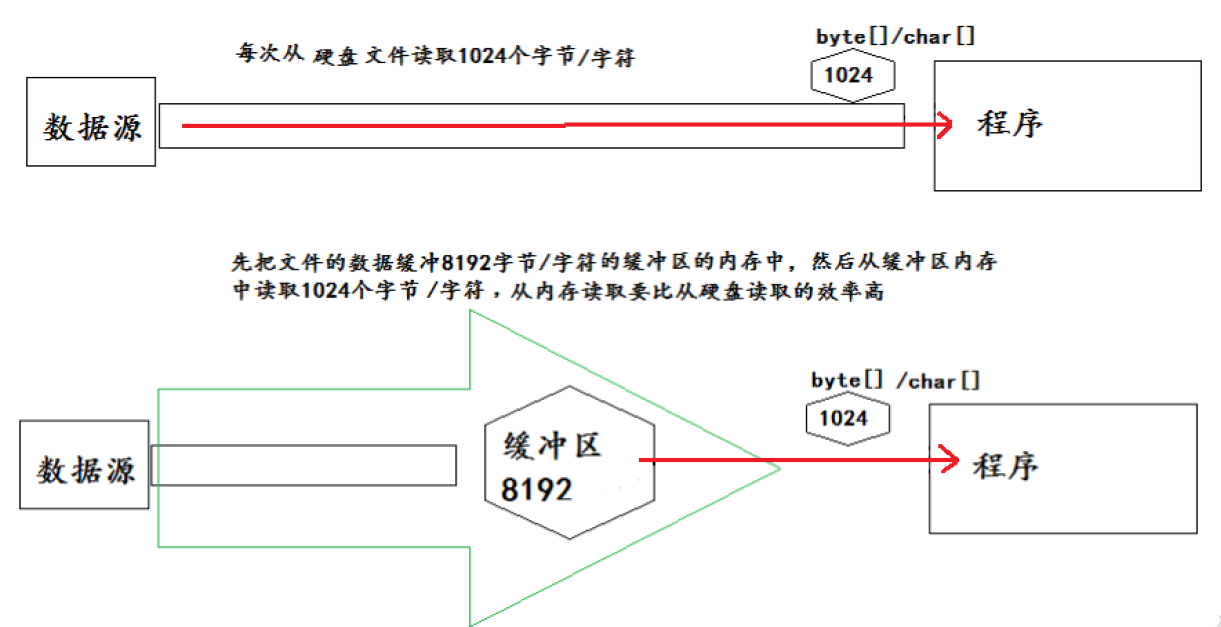 byte[]/char[]
每次从 硬盘 文件读取1024个字节/字符
1024
数据源
程序
先把文件的数据缓冲8192字节/字符的缓冲区的内存中，然后从缓冲区内存
中读取1024个字节 /字符 ，从内存读取要比从硬盘读取的效率高
byte[] /char[]
1024
缓冲区
8192
数据源
程序